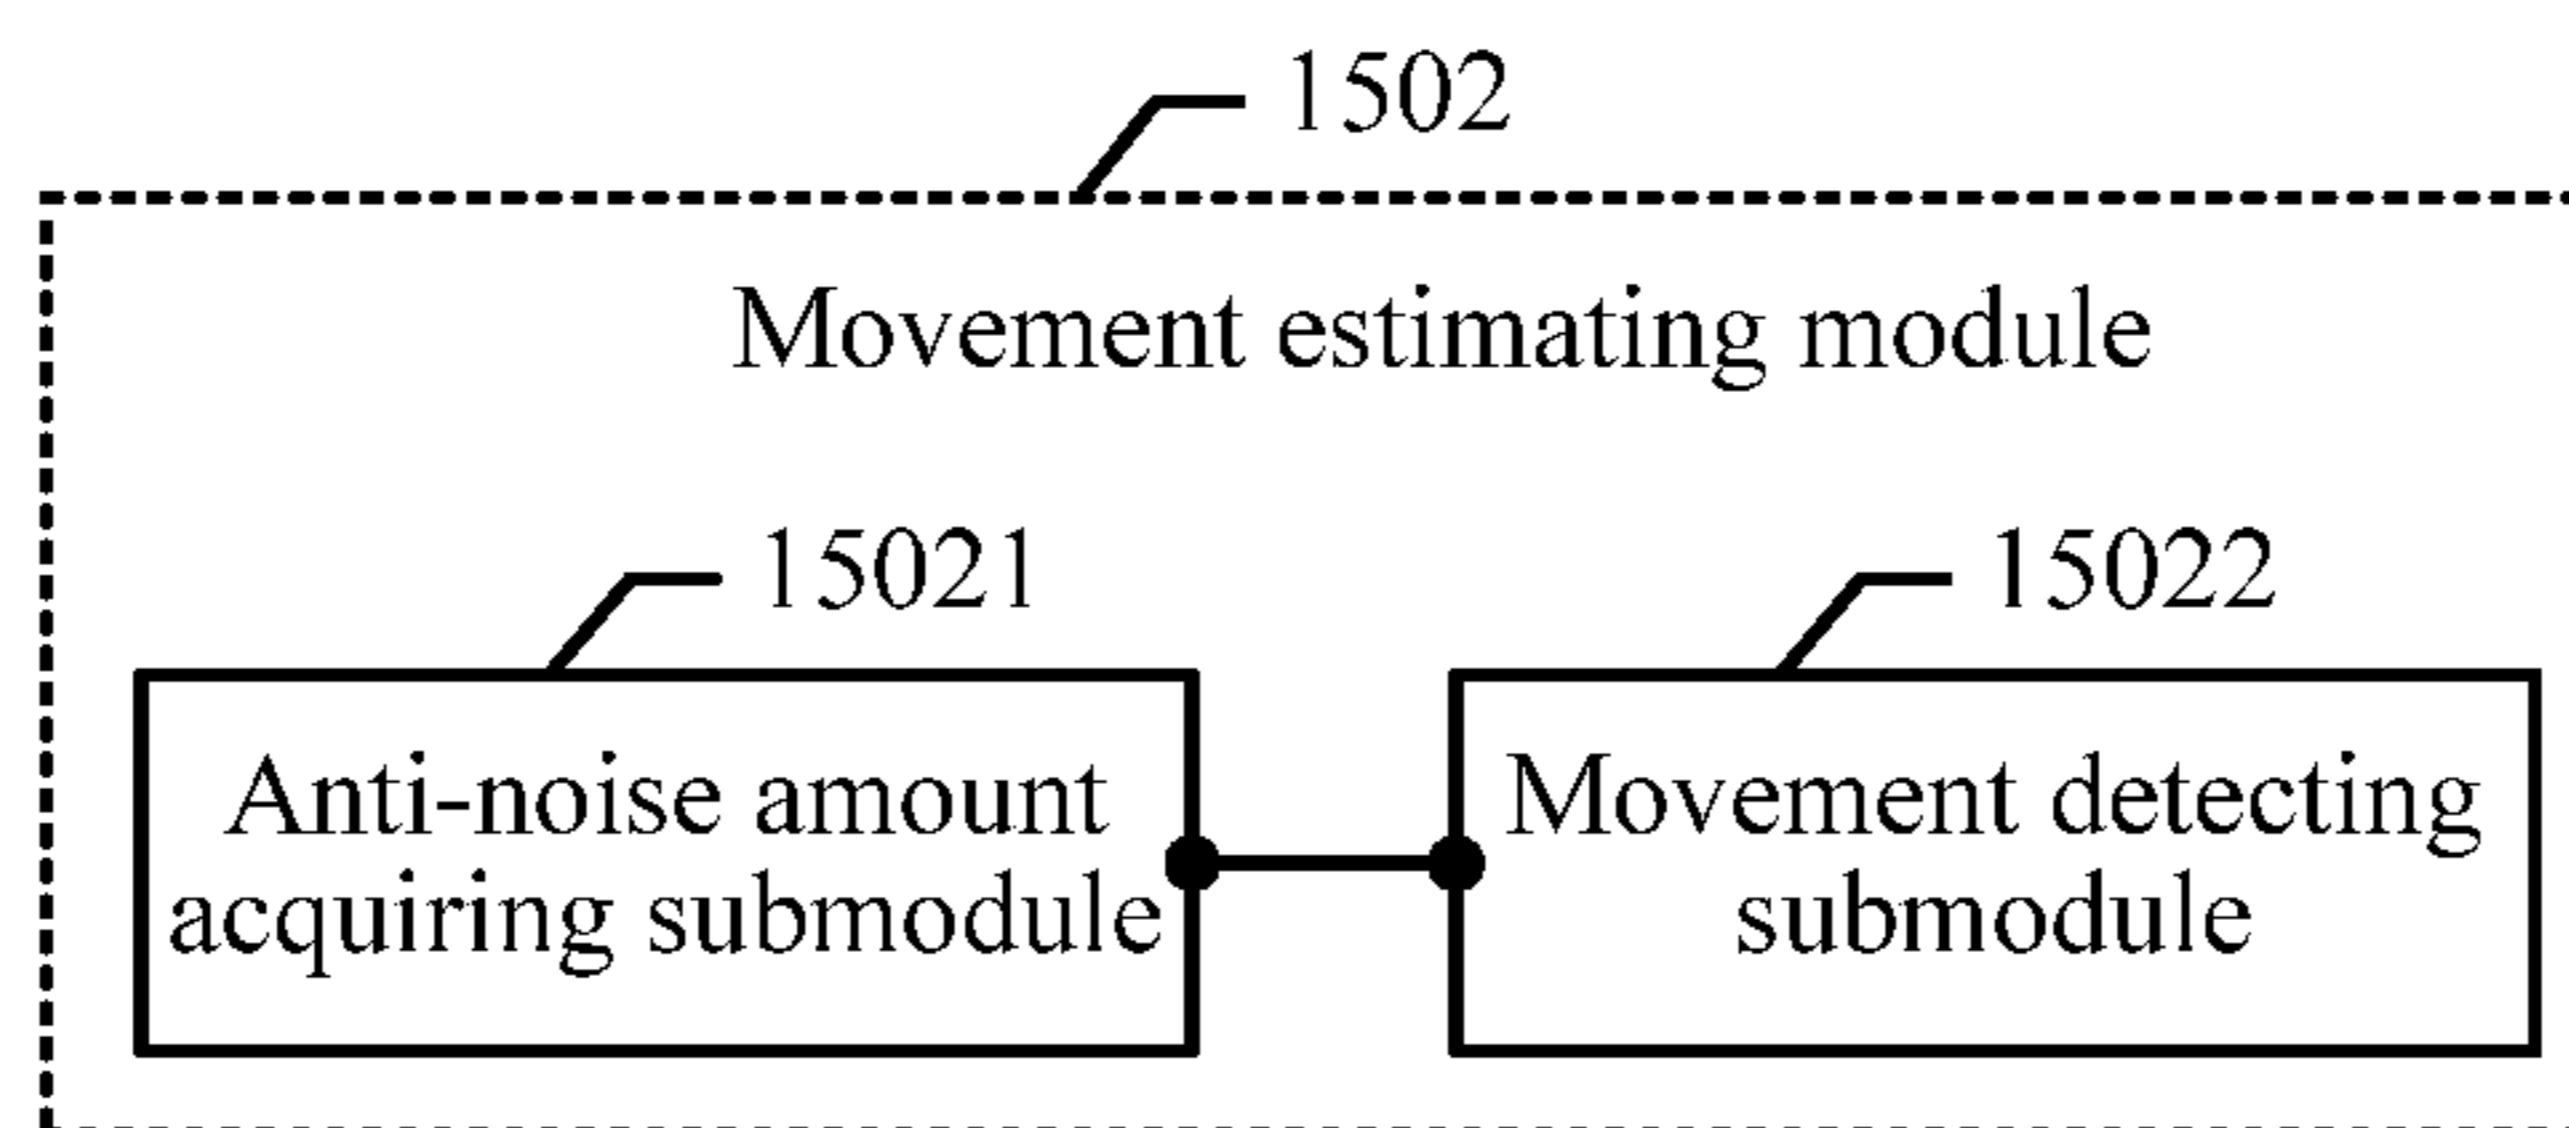 1502
Movement estimating module
15021
15022
Anti-noise amount
acquiring submodule
Movement detecting
submodule